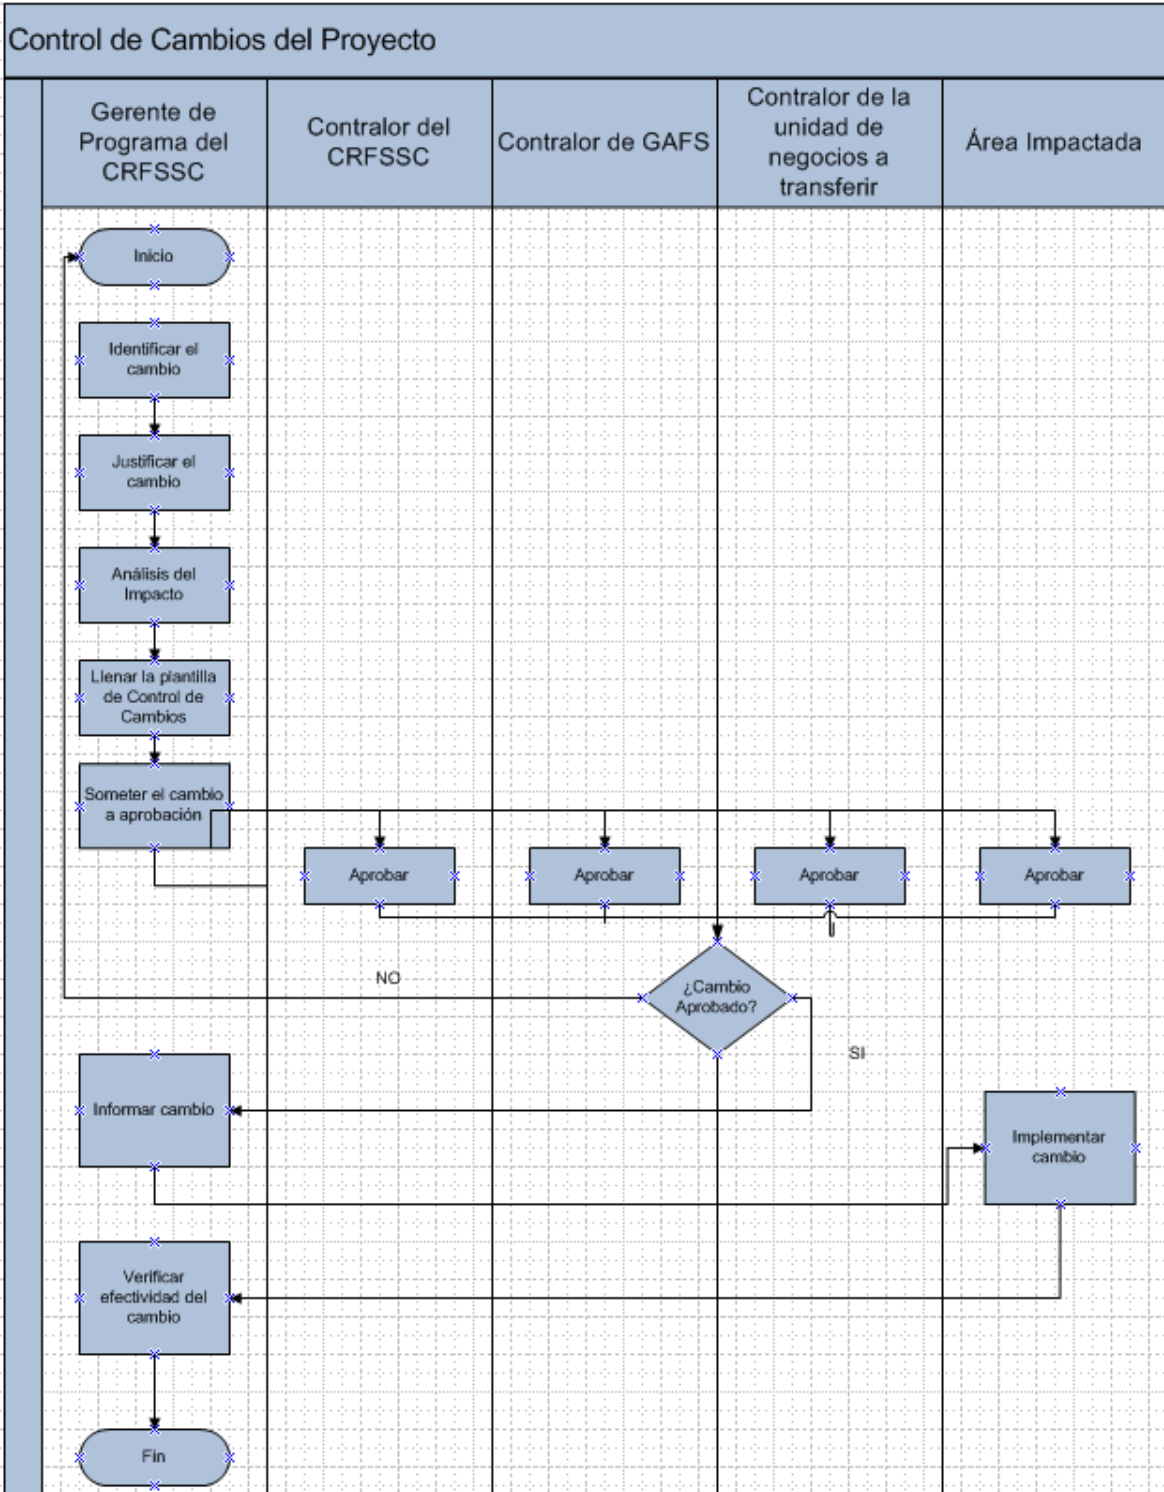 Control de Cambios del Proyecto
Gerente de
Programa del
CRFSSC
Contralor del
CRFSSC
Contralor de GAFS
Contralor de la
unidad de
negocios a
transferir
Área Impactada
Inicio
Identificar el
cambio
Justificar el
cambio
Análisis del
Impacto
Llenar la plantilla
de Control de
Cambios
Someter el cambio
a aprobación
Aprobar
Aprobar
Aprobar
Aprobar
¿Cambio
Aprobado?
NO
SI
Informar cambio
Implementar
cambio
Verificar
efectividad del
cambio
Fin